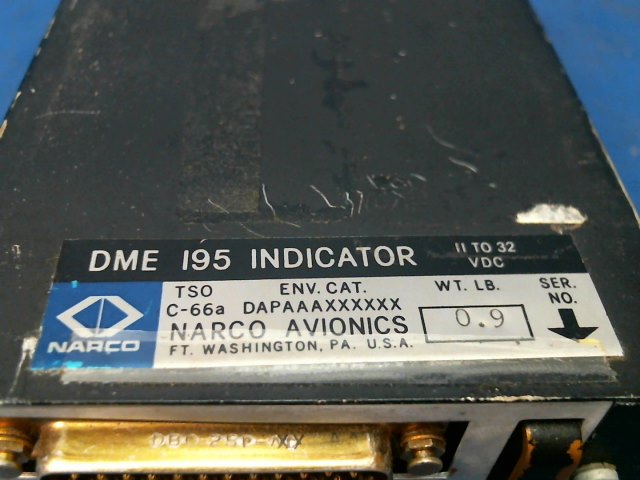 DME 195 INDICATOR
11 TO 32
VDC
TSO
C-66a
ENV. CAT.
DAPAAAXXXXXX
WT. LB.
0.9
SER.
NO.
NARCO
NARCO AVIONICS
FT. WASHINGTON, PA. U.S.A.